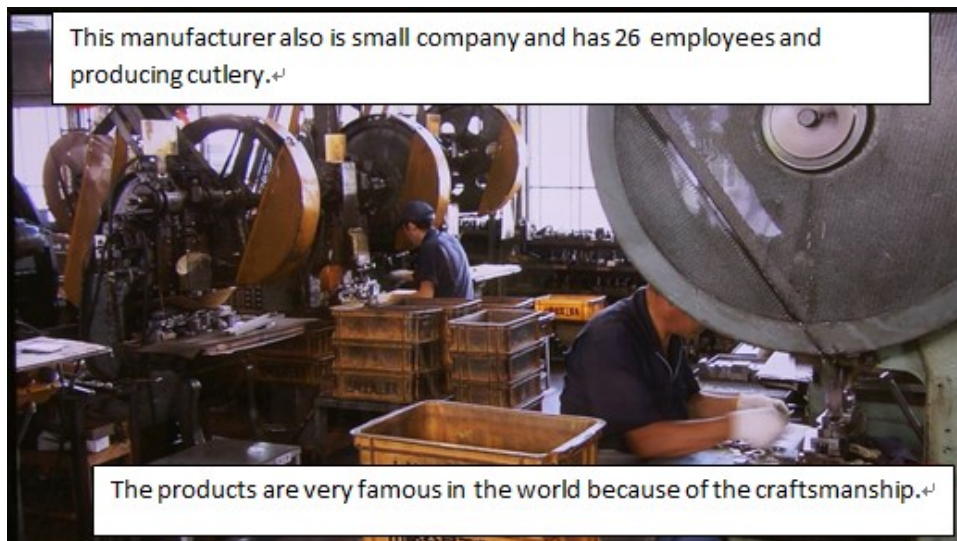 This manufacturer also is small company and has 26 employees and
producing cutlery.↵
The products are very famous in the world because of the craftsmanship.↵